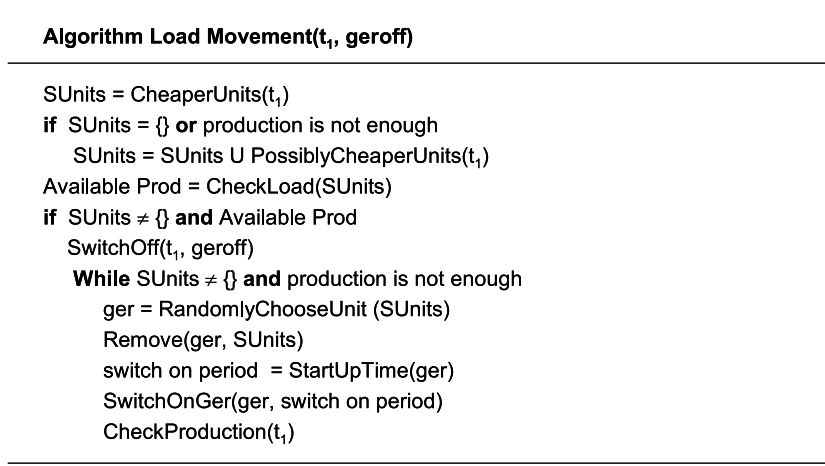 Algorithm Load Movement(t₁, geroff)
SUnits = CheaperUnits(t₁)
if SUnits = {} or production is not enough
SUnits = SUnits U PossiblyCheaperUnits(t₁)
Available Prod = CheckLoad(SUnits)
if SUnits ≠ {} and Available Prod
SwitchOff(t₁, geroff)
While SUnits ≠ {} and production is not enough
ger = RandomlyChooseUnit (SUnits)
Remove(ger, SUnits)
switch on period = StartUpTime(ger)
SwitchOnGer(ger, switch on period)
CheckProduction(t₁)